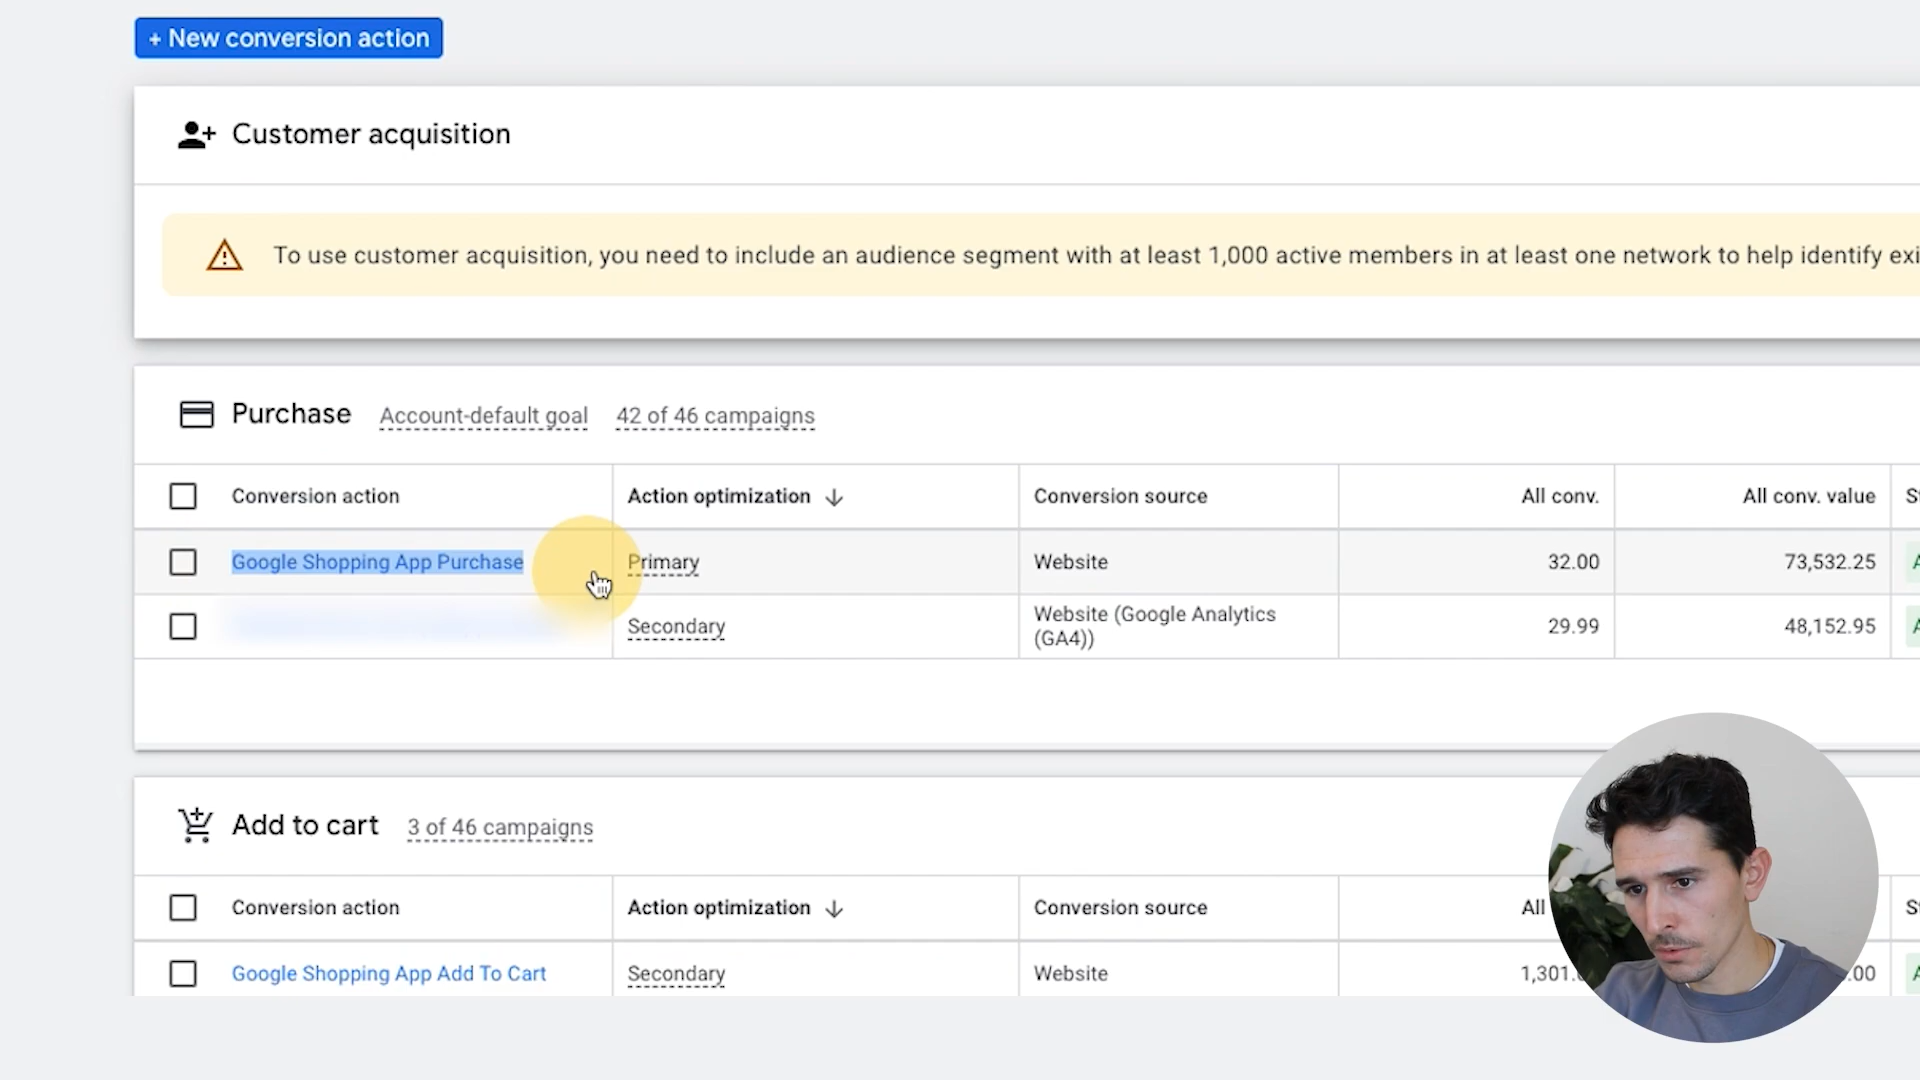 + New conversion action
Customer acquisition
To use customer acquisition, you need to include an audience segment with at least 1,000 active members in at least one network to help identify
Purchase Account-default goal 42 of 46 campaigns
Conversion action Action optimization Conversion source All conv. All conv. value
Google Shopping App Purchase Primary Website 32.00 73,532.25
Secondary Website (Google Analytics (GA4)) 29.99 48,152.95
Add to cart 3 of 46 campaigns
Conversion action Action optimization Conversion source All
Google Shopping App Add To Cart Secondary Website 1,301. .00